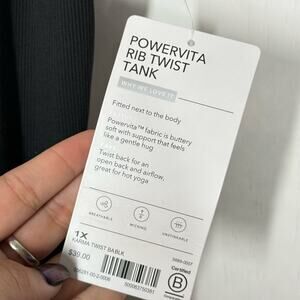 POWERVITA
RIB TWIST
TANK
WHY WE LOVE IT
Fitted next to the body
Powervita™ fabric is buttery
soft with support that feels
like a gentle hug
Twist back for an
open back and airflow,
great for hot yoga
BREATHABLE
WICKING
UNSTINKABLE
1X
KARMA TWIST BABLK
$39.00
Certified
B
Corporation